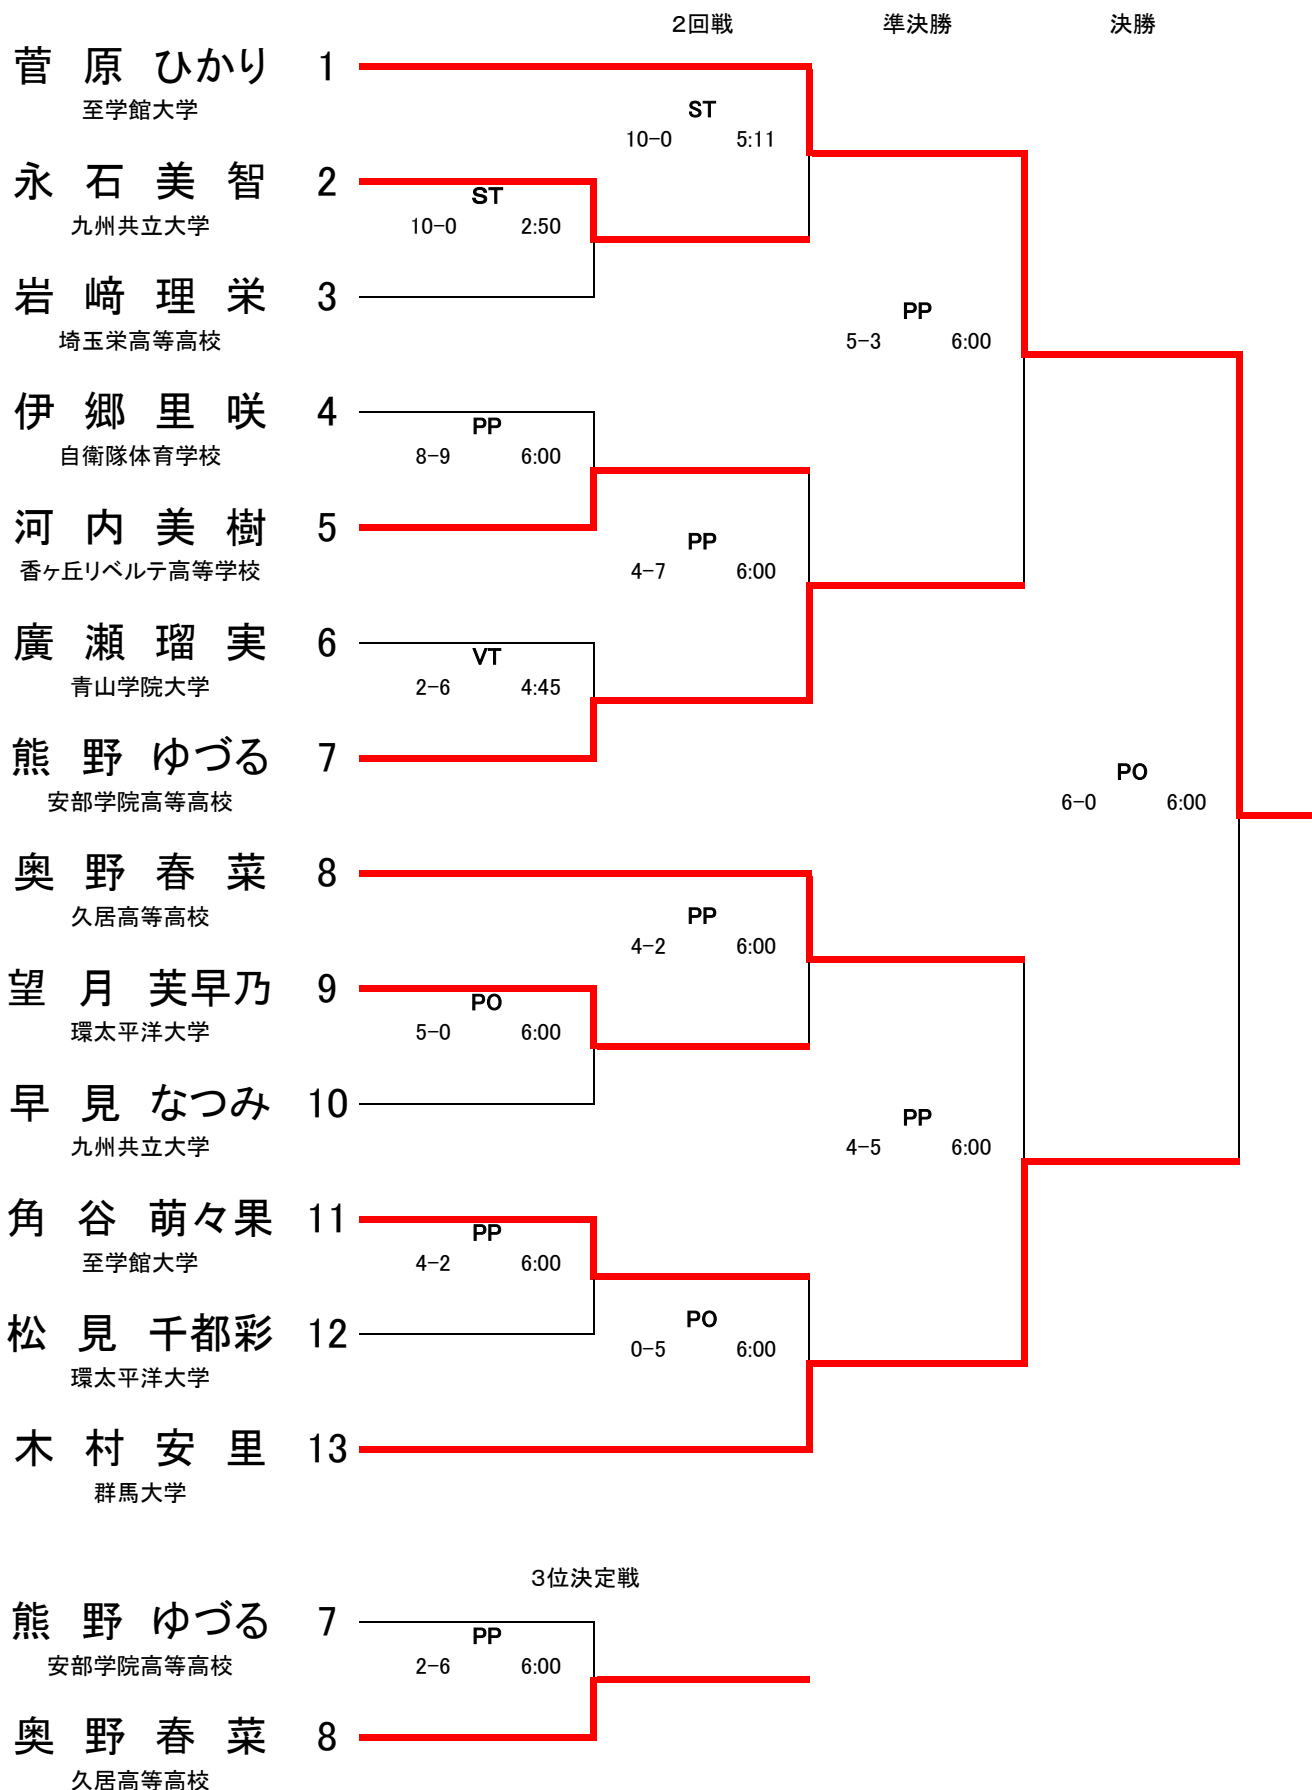 2回戦 準決勝 決勝
菅 原 ひかり 1
至学館大学
ST
10-0 5:11
永 石 美 智 2
九州共立大学
ST
10-0 2:50
岩 﨑 理 栄 3
埼玉栄高等高校
PP
5-3 6:00
伊 郷 里 咲 4
自衛隊体育学校
PP
8-9 6:00
河 内 美 樹 5
香ヶ丘リベルテ高等学校
PP
4-7 6:00
廣 瀬 瑠 実 6
青山学院大学
VT
2-6 4:45
熊 野 ゆづる 7
安部学院高等高校
PO
6-0 6:00
奥 野 春 菜 8
久居高等高校
PP
4-2 6:00
望 月 芙早乃 9
環太平洋大学
PO
5-0 6:00
早 見 なつみ 10
九州共立大学
PP
4-5 6:00
角 谷 萌々果 11
至学館大学
PP
4-2 6:00
松 見 千都彩 12
環太平洋大学
PO
0-5 6:00
木 村 安 里 13
群馬大学
3位決定戦
熊 野 ゆづる 7
安部学院高等高校
PP
2-6 6:00
奥 野 春 菜 8
久居高等高校